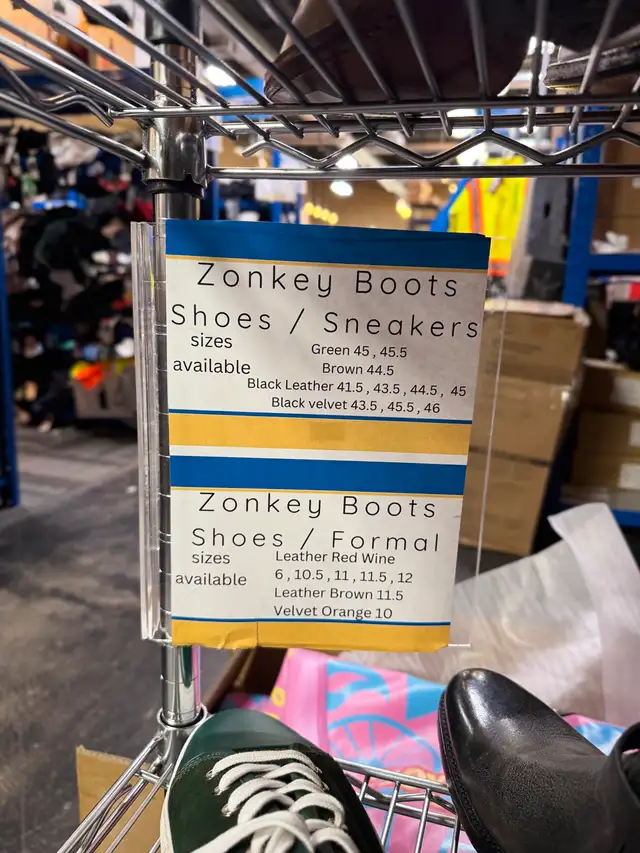 Zonkey Boots
Shoes / Sneakers
sizes
available
Green 45 , 45.5
Brown 44.5
Black Leather 41.5, 43.5 , 44.5 , 45
Black velvet 43.5 , 45.5 , 46
Zonkey Boots
Shoes / Formal
sizes
available
Leather Red Wine
6 , 10.5 , 11 , 11.5 , 12
Leather Brown 11.5
Velvet Orange 10